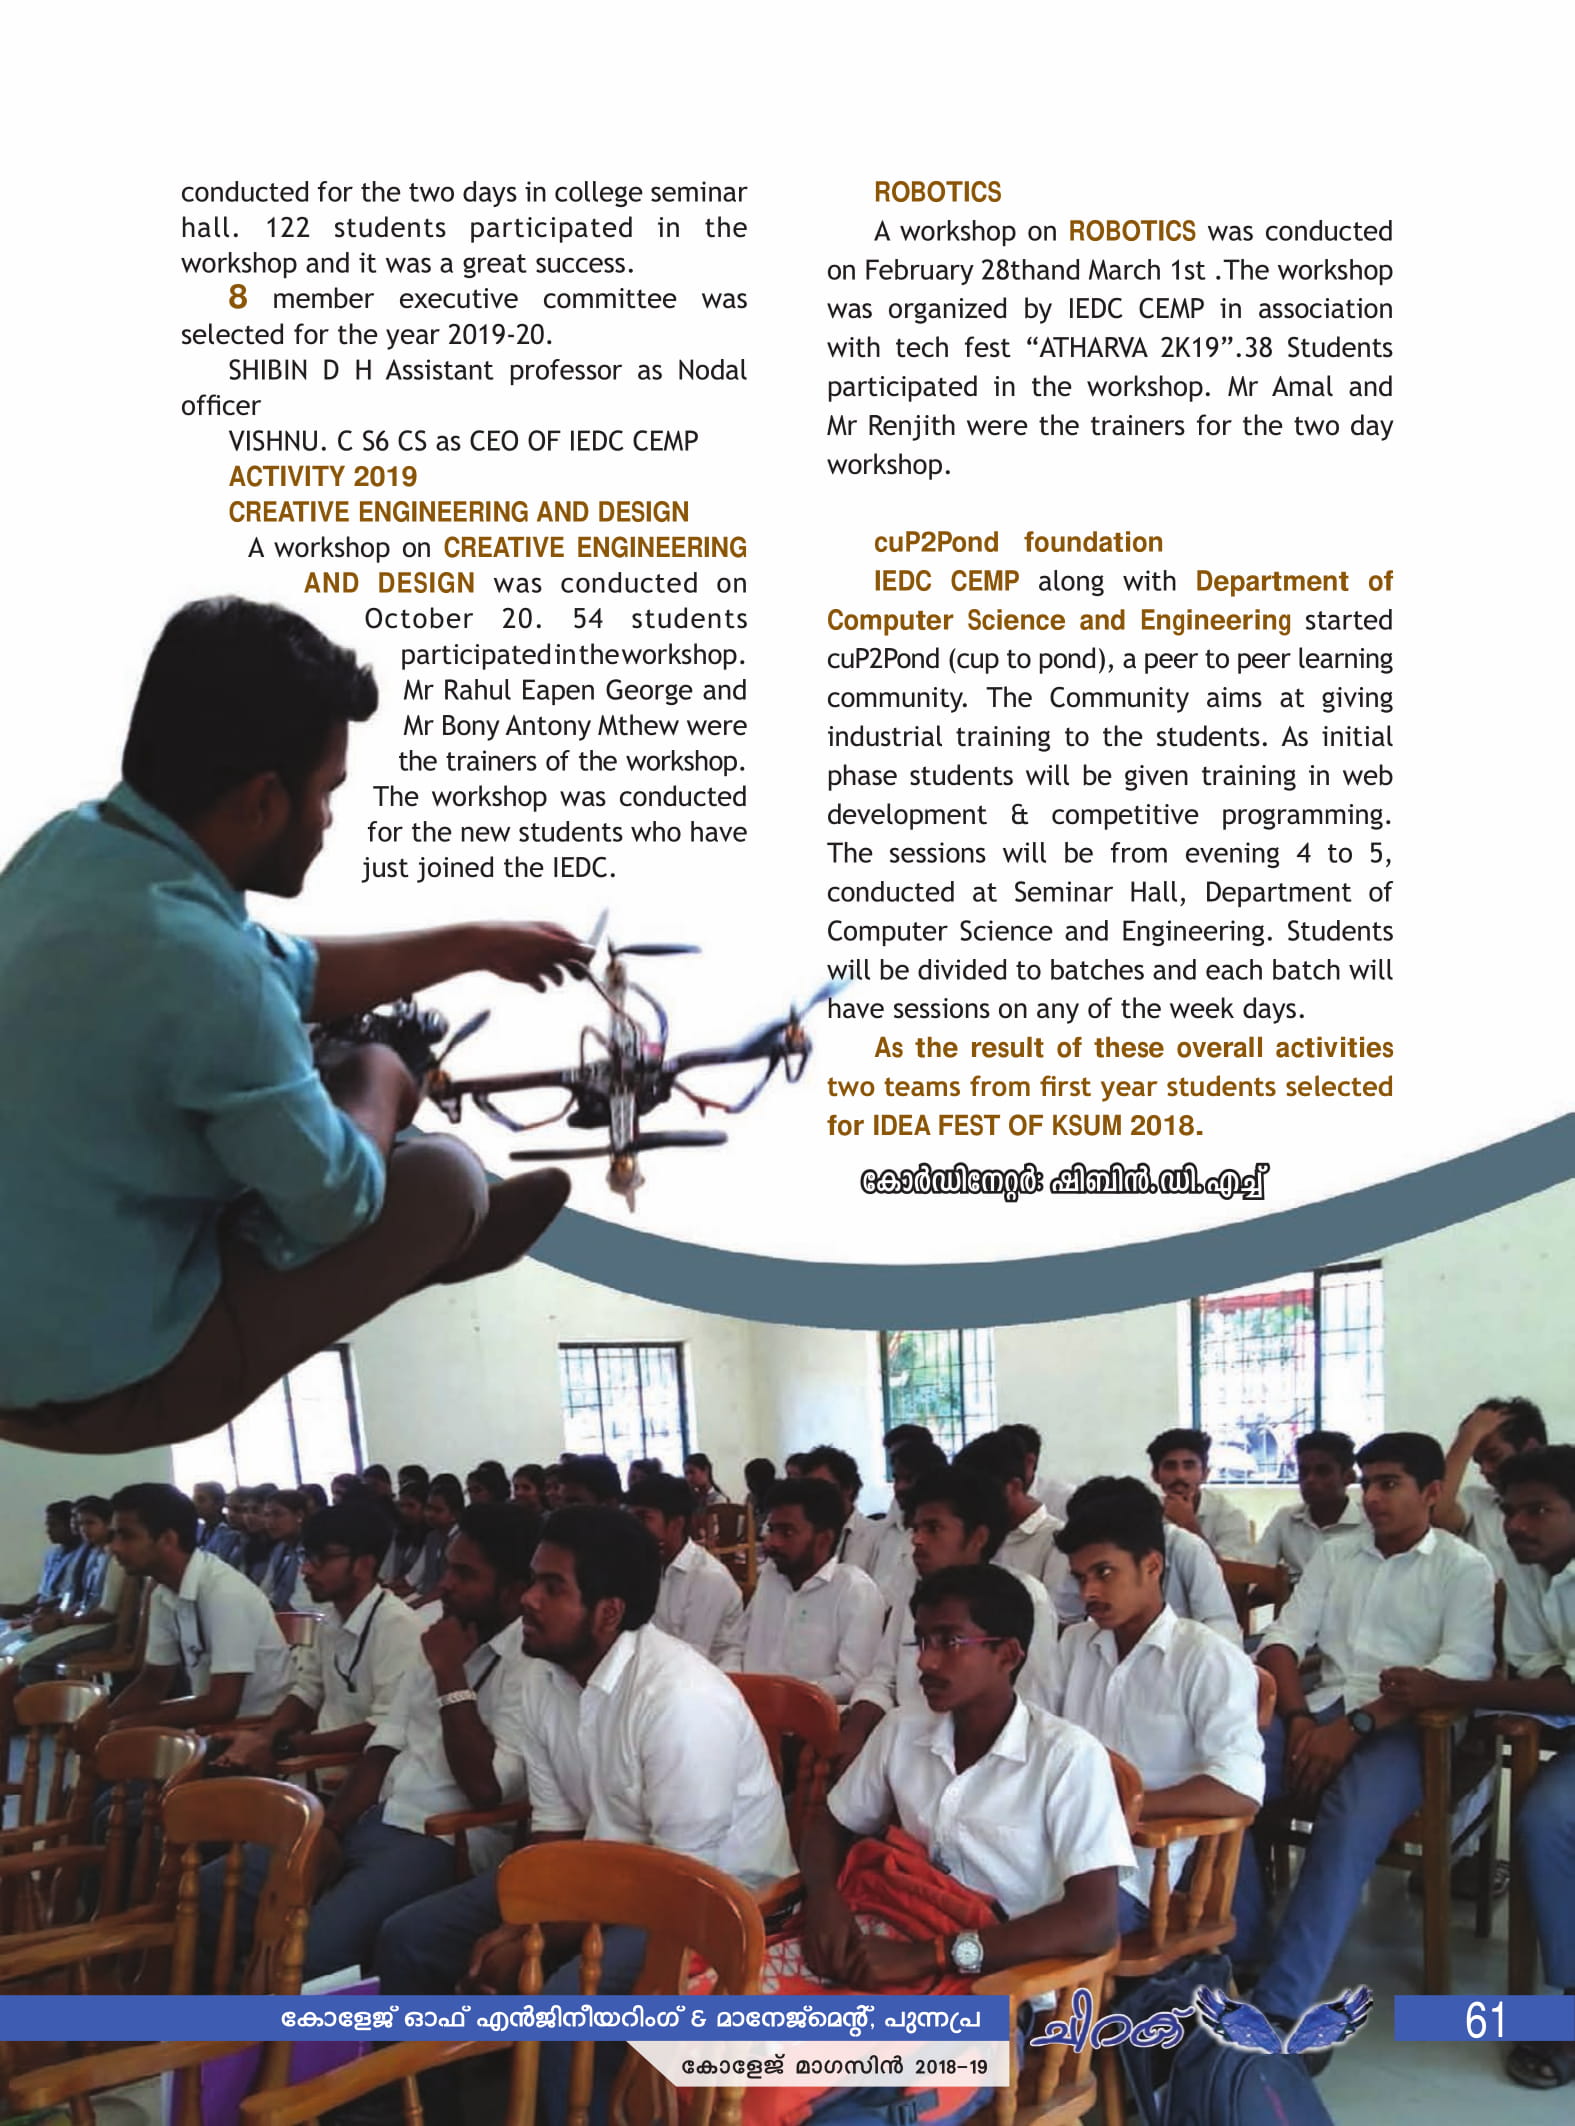 conducted for the two days in college seminar
hall. 122 students participated in the
workshop and it was a great success.
8 member executive committee was
selected for the year 2019-20.
SHIBIN D H Assistant professor as Nodal
officer
VISHNU. C S6 CS as CEO OF IEDC CEMP
ACTIVITY 2019
CREATIVE ENGINEERING AND DESIGN
A workshop on CREATIVE ENGINEERING
AND DESIGN was conducted on
October 20. 54 students
participated in the workshop.
Mr Rahul Eapen George and
Mr Bony Antony Mthew were
the trainers of the workshop.
The workshop was conducted
for the new students who have
just joined the IEDC.
ROBOTICS
A workshop on ROBOTICS was conducted
on February 28thand March 1st .The workshop
was organized by IEDC CEMP in association
with tech fest “ATHARVA 2K19”.38 Students
participated in the workshop. Mr Amal and
Mr Renjith were the trainers for the two day
workshop.
cuP2Pond foundation
IEDC CEMP along with Department of
Computer Science and Engineering started
cuP2Pond (cup to pond), a peer to peer learning
community. The Community aims at giving
industrial training to the students. As initial
phase students will be given training in web
development & competitive programming.
The sessions will be from evening 4 to 5,
conducted at Seminar Hall, Department of
Computer Science and Engineering. Students
will be divided to batches and each batch will
have sessions on any of the week days.
As the result of these overall activities
two teams from first year students selected
for IDEA FEST OF KSUM 2018.
കോർഡിനേറ്റർ: ഷിബിൻ.ഡി.എച്ച്
കോളേജ് ഓഫ് എൻജിനീയറിംഗ് & മാനേജ്മെന്റ്, പുന്നപ്ര
ചിറക്
61
കോളേജ് മാഗസിൻ 2018-19